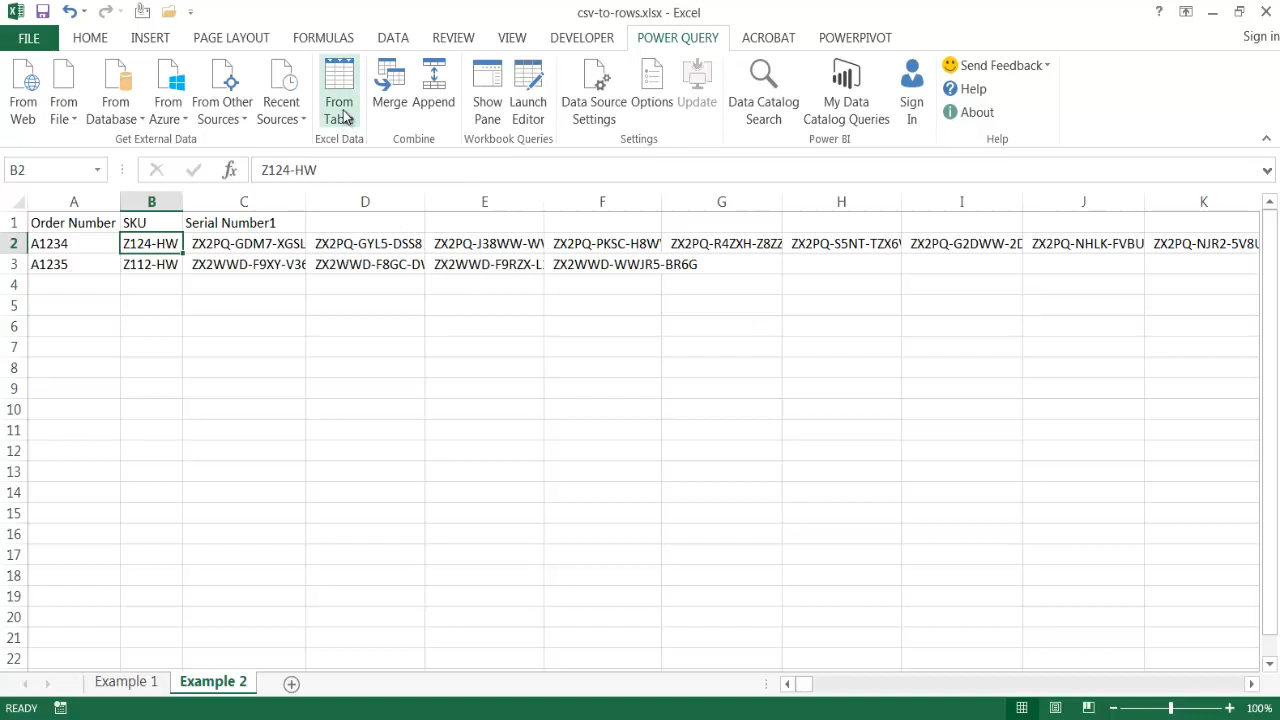 csv-to-rows.xlsx - Excel
?
FILE HOME INSERT PAGE LAYOUT FORMULAS DATA REVIEW VIEW DEVELOPER POWER QUERY ACROBAT POWERPIVOT Sign in
From Web
From File
From Database
From Azure
From Other Sources
Recent Sources
Get External Data
From Table
Excel Data
Merge
Append
Combine
Show Pane
Launch Editor
Workbook Queries
Data Source Settings
Options
Update
Settings
Data Catalog Search
My Data Catalog Queries
Sign In
Power BI
Send Feedback
Help
About
Help
B2 fx Z124-HW
A B C D E F G H I J K
1 Order Number SKU Serial Number1
2 A1234 Z124-HW ZX2PQ-GDM7-XGSL ZX2PQ-GYL5-DSS8 ZX2PQ-J38WW-WV ZX2PQ-PKSC-H8W ZX2PQ-R4ZXH-Z8ZZ ZX2PQ-S5NT-TZX6 ZX2PQ-G2DWW-2D ZX2PQ-NHLK-FVBU ZX2PQ-NJR2-5V8U
3 A1235 Z112-HW ZX2WWD-F9XY-V36 ZX2WWD-F8GC-DV ZX2WWD-F9RZX-L ZX2WWD-WWJR5-BR6G
4
5
6
7
8
9
10
11
12
13
14
15
16
17
18
19
20
21
22
Example 1 Example 2
READY 100%